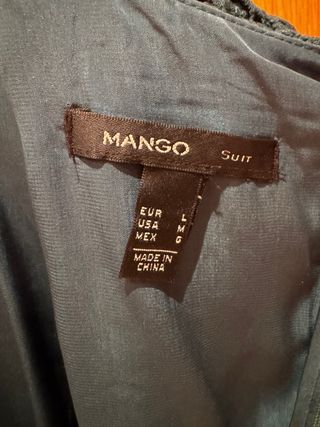 MANGO Suit
EUR L
USA M
MEX G
MADE IN
CHINA